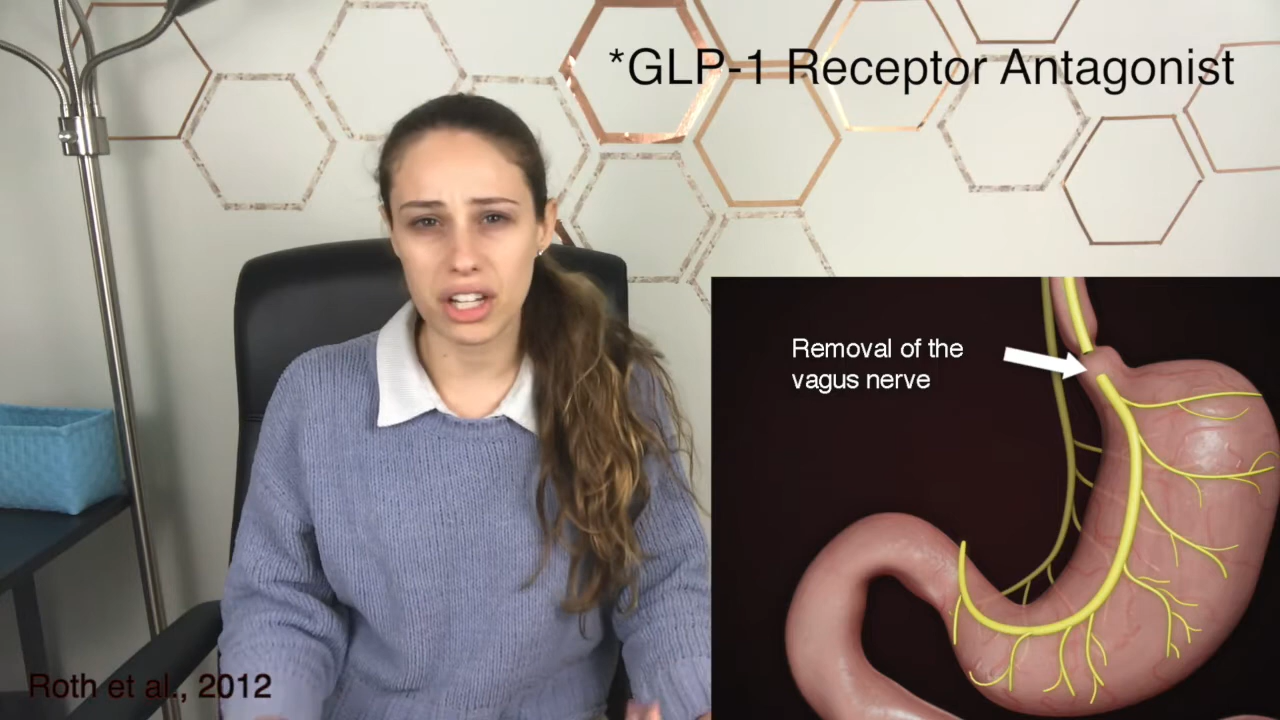 *GLP-1 Receptor Antagonist
Removal of the
vagus nerve
Roth et al., 2012